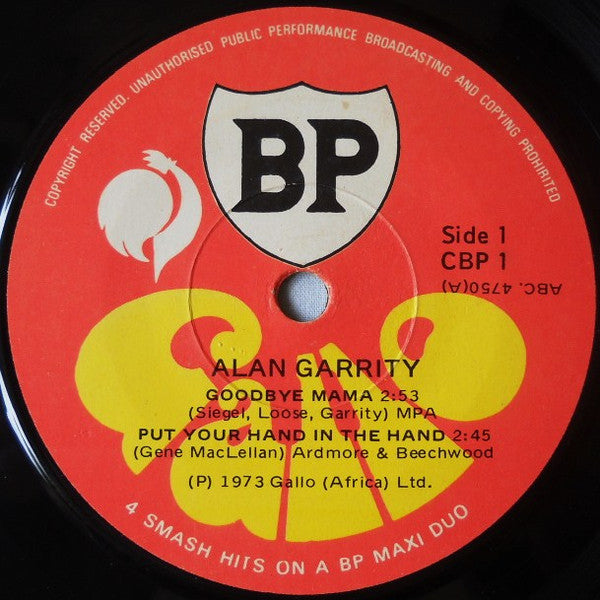 COPYRIGHT RESERVED. UNAUTHORISED PUBLIC PERFORMANCE BROADCASTING AND COPYING PROHIBITED
BP
Side 1
CBP 1
ABC. 4750(A)
Gallo
ALAN GARRITY
GOODBYE MAMA 2:53
(Siegel, Loose, Garrity) MPA
PUT YOUR HAND IN THE HAND 2:45
(Gene MacLellan) Ardmore & Beechwood
(P) 1973 Gallo (Africa) Ltd.
4 SMASH HITS ON A BP MAXI DUO